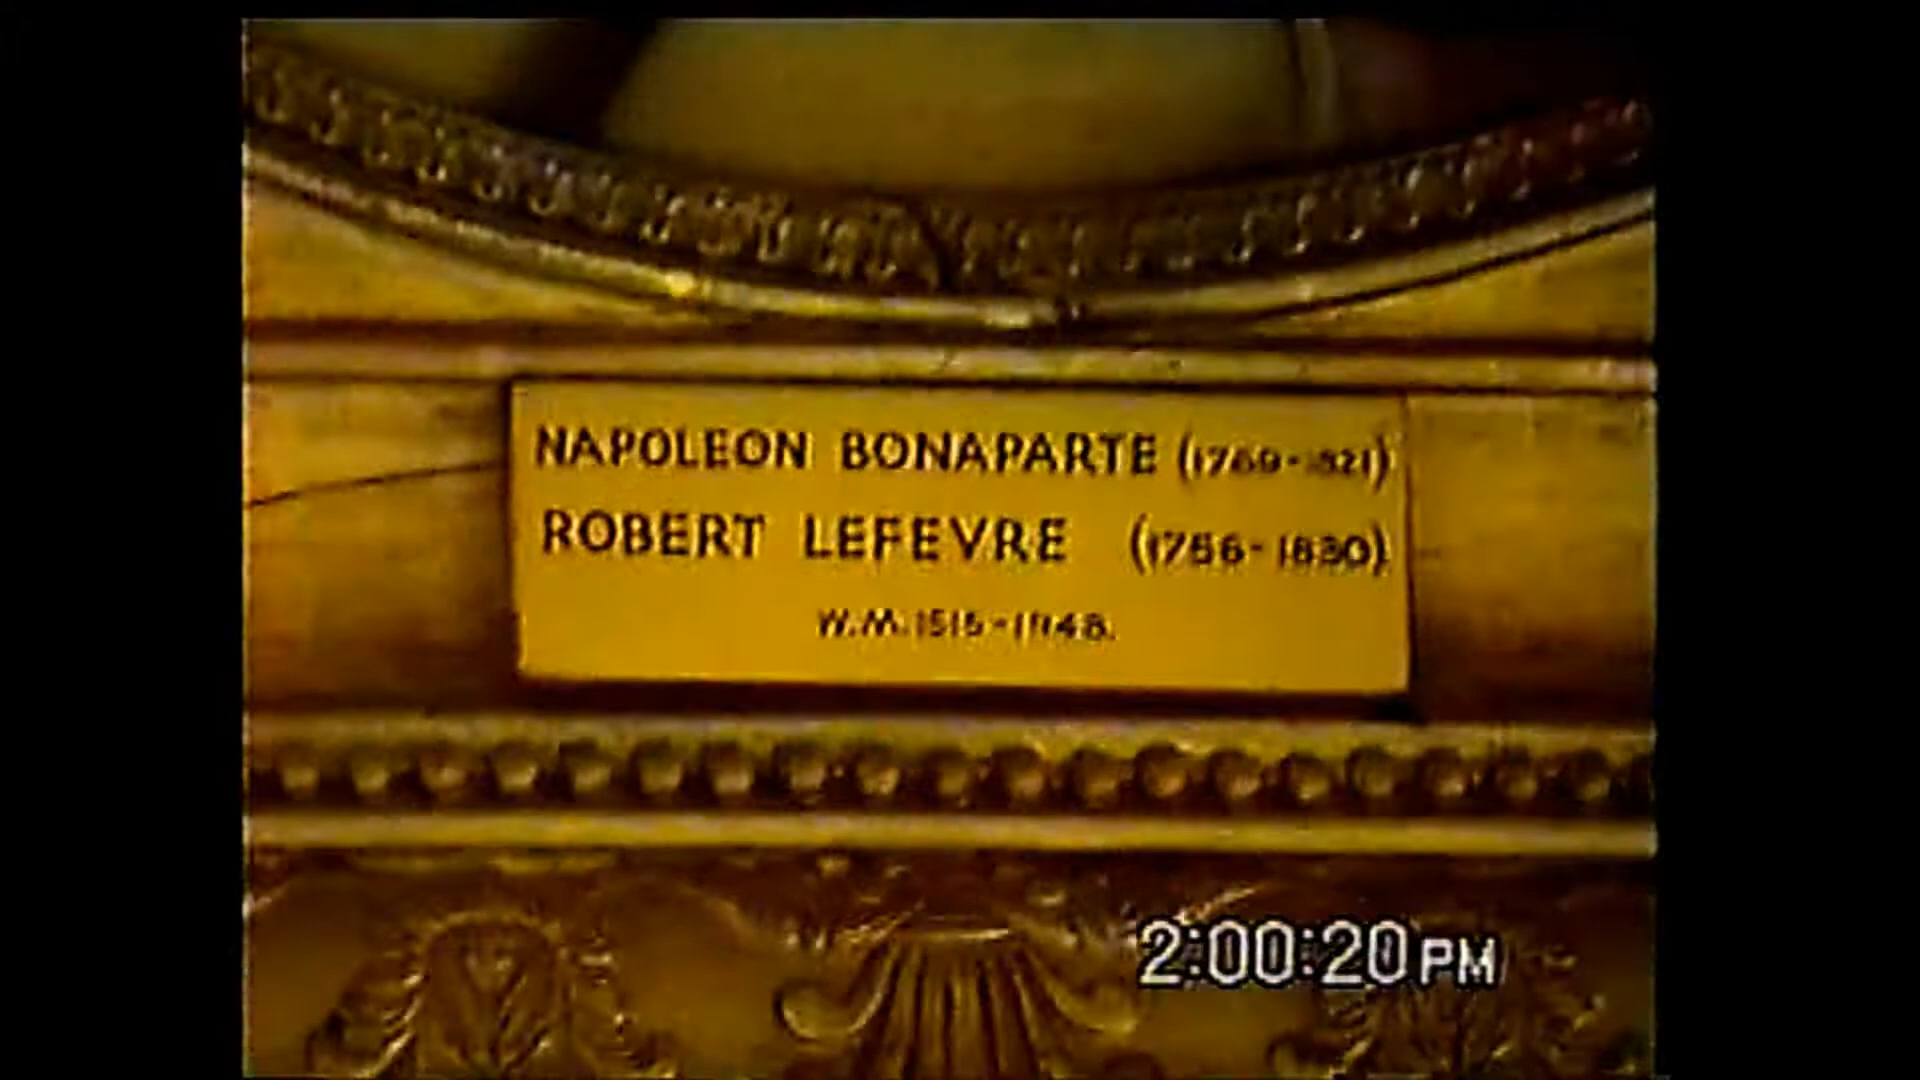 NAPOLEON BONAPARTE (1769-1821)
ROBERT LEFEVRE (1756-1830)
W.M. 1515-1948.
2:00:20 PM